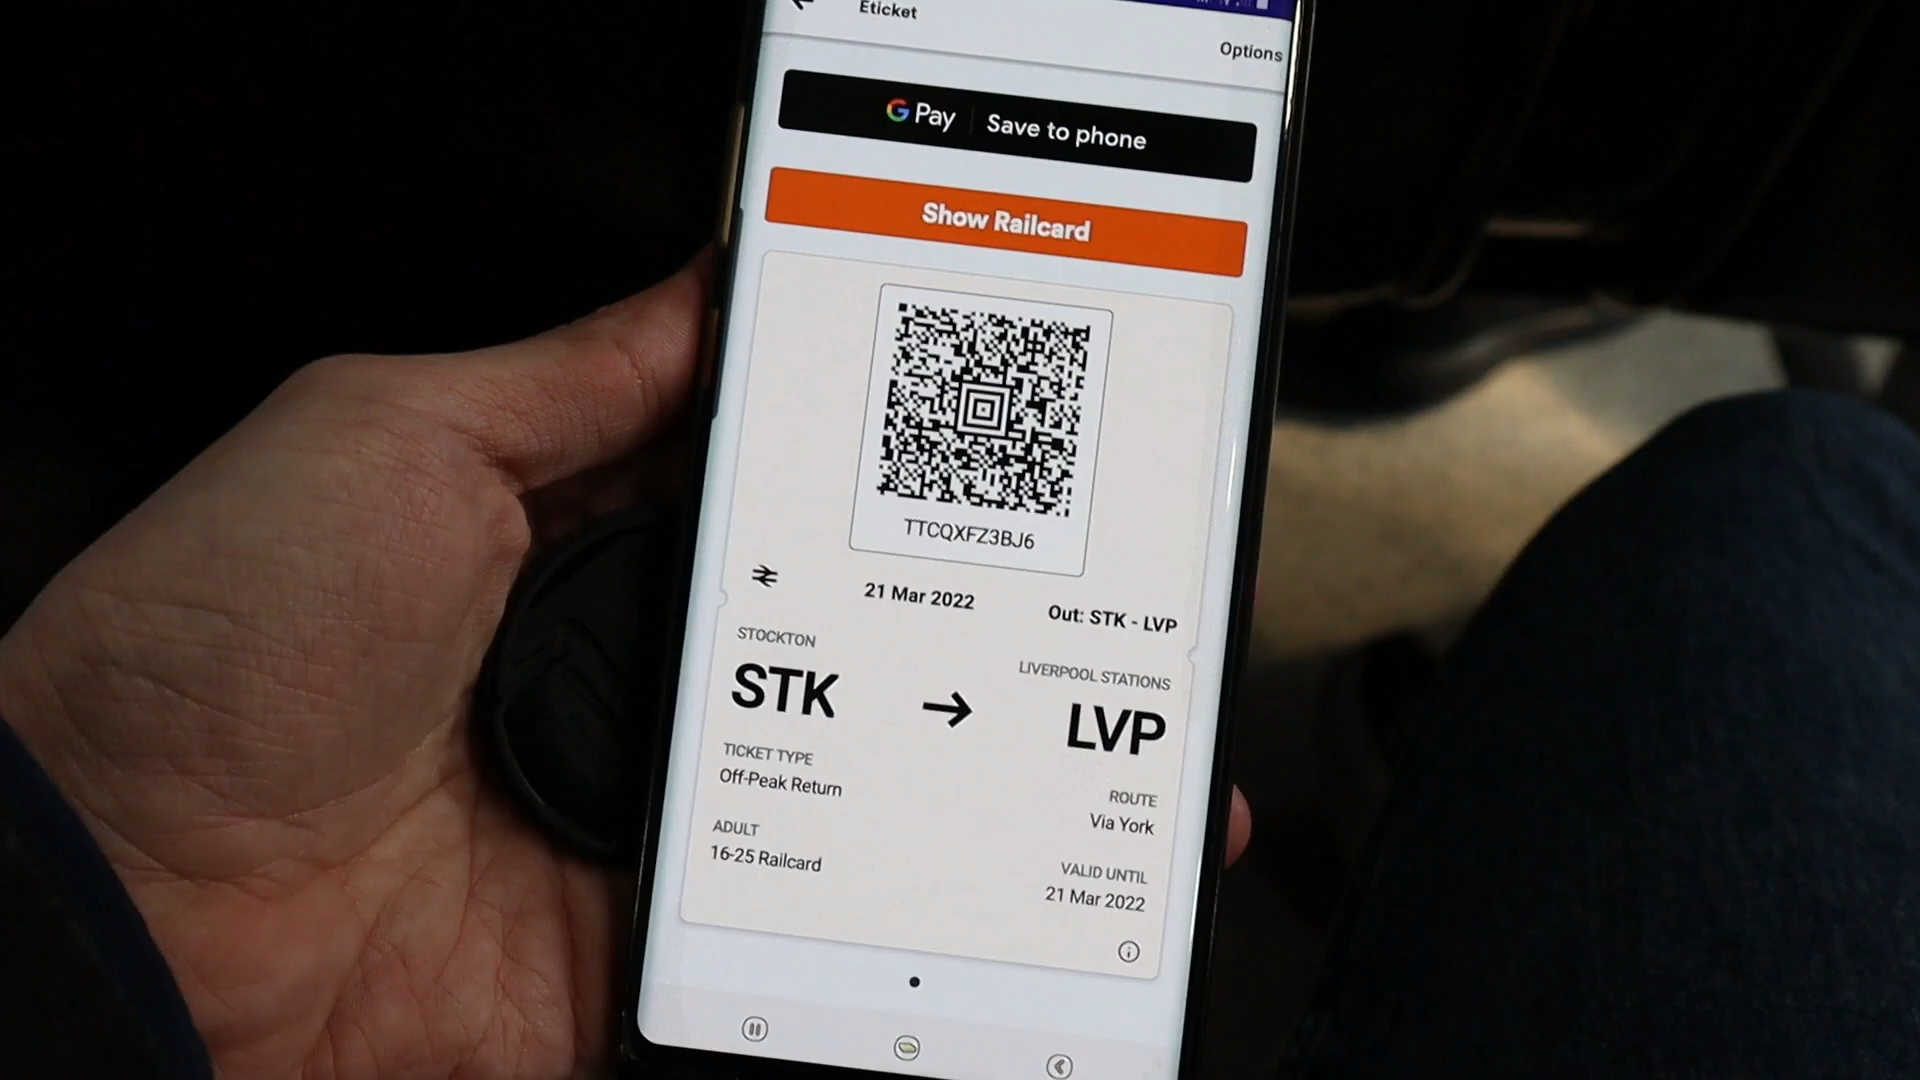 Eticket
Options
G Pay | Save to phone
Show Railcard
TTCQXFZ3BJ6
21 Mar 2022
Out: STK - LVP
STOCKTON
LIVERPOOL STATIONS
STK → LVP
TICKET TYPE
Off-Peak Return
ROUTE
Via York
ADULT
16-25 Railcard
VALID UNTIL
21 Mar 2022